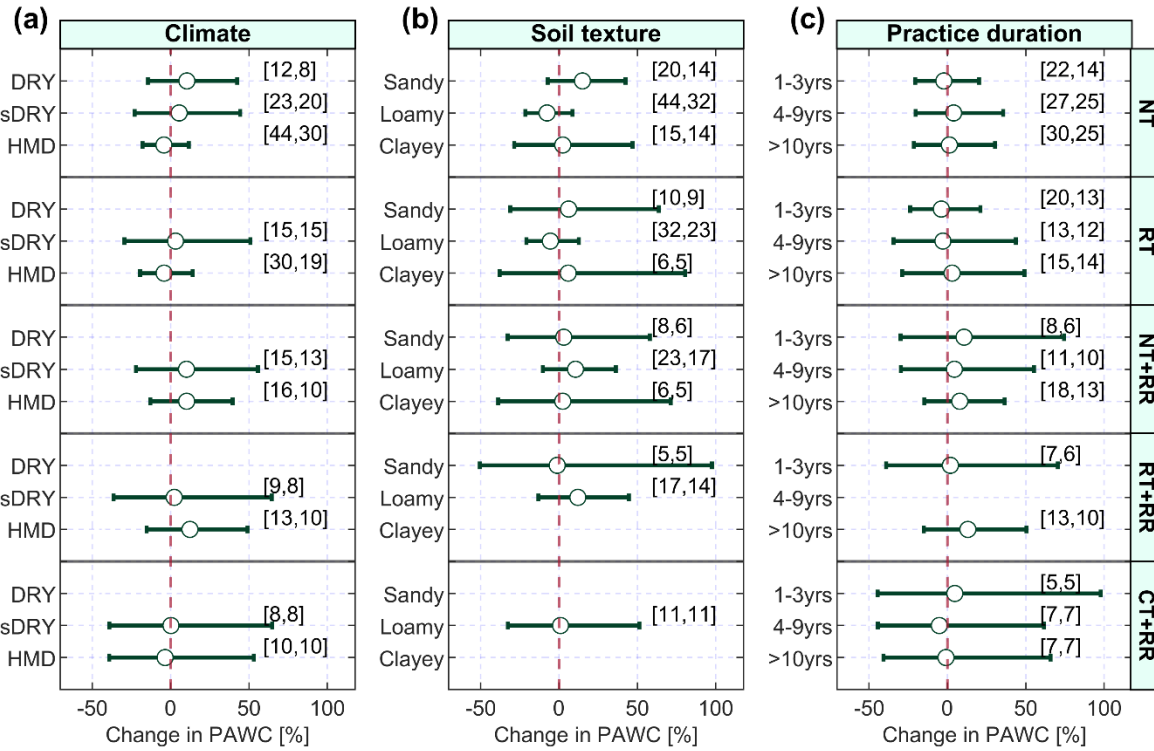 (a)
Climate
DRY
[12,8]
sDRY
[23,20]
HMD
[44,30]
DRY
sDRY
[15,15]
HMD
[30,19]
DRY
sDRY
[15,13]
HMD
[16,10]
DRY
sDRY
[9,8]
HMD
[13,10]
DRY
sDRY
[8,8]
HMD
[10,10]
-50 0 50 100
Change in PAWC [%]
(b)
Soil texture
Sandy
[20,14]
Loamy
[44,32]
Clayey
[15,14]
Sandy
[10,9]
Loamy
[32,23]
Clayey
[6,5]
Sandy
[8,6]
Loamy
[23,17]
Clayey
[6,5]
Sandy
[5,5]
Loamy
[17,14]
Clayey
Sandy
Loamy
[11,11]
Clayey
-50 0 50 100
Change in PAWC [%]
(c)
Practice duration
1-3yrs
[22,14]
4-9yrs
[27,25]
>10yrs
[30,25]
NT
1-3yrs
[20,13]
4-9yrs
[13,12]
>10yrs
[15,14]
RT
1-3yrs
[8,6]
4-9yrs
[11,10]
>10yrs
[18,13]
NT+RR
1-3yrs
[7,6]
4-9yrs
>10yrs
[13,10]
RT+RR
1-3yrs
[5,5]
4-9yrs
[7,7]
>10yrs
[7,7]
CT+RR
-50 0 50 100
Change in PAWC [%]